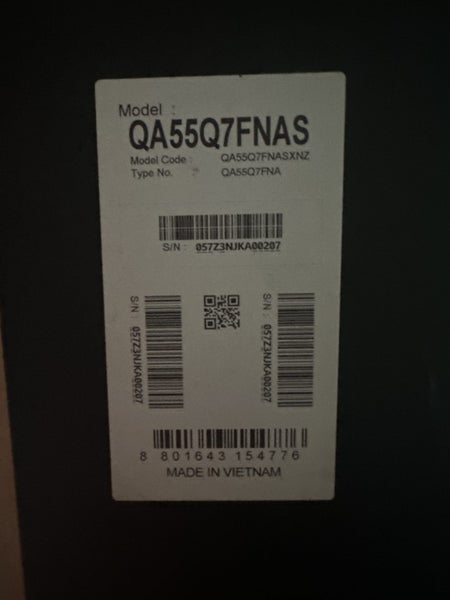 Model :
QA55Q7FNAS
Model Code : QA55Q7FNASXNZ
Type No. : QA55Q7FNA
S/N : 057Z3NJKA00207
S/N : 057Z3NJKA00207
S/N : 057Z3NJKA00207
8 801643 154776
MADE IN VIETNAM